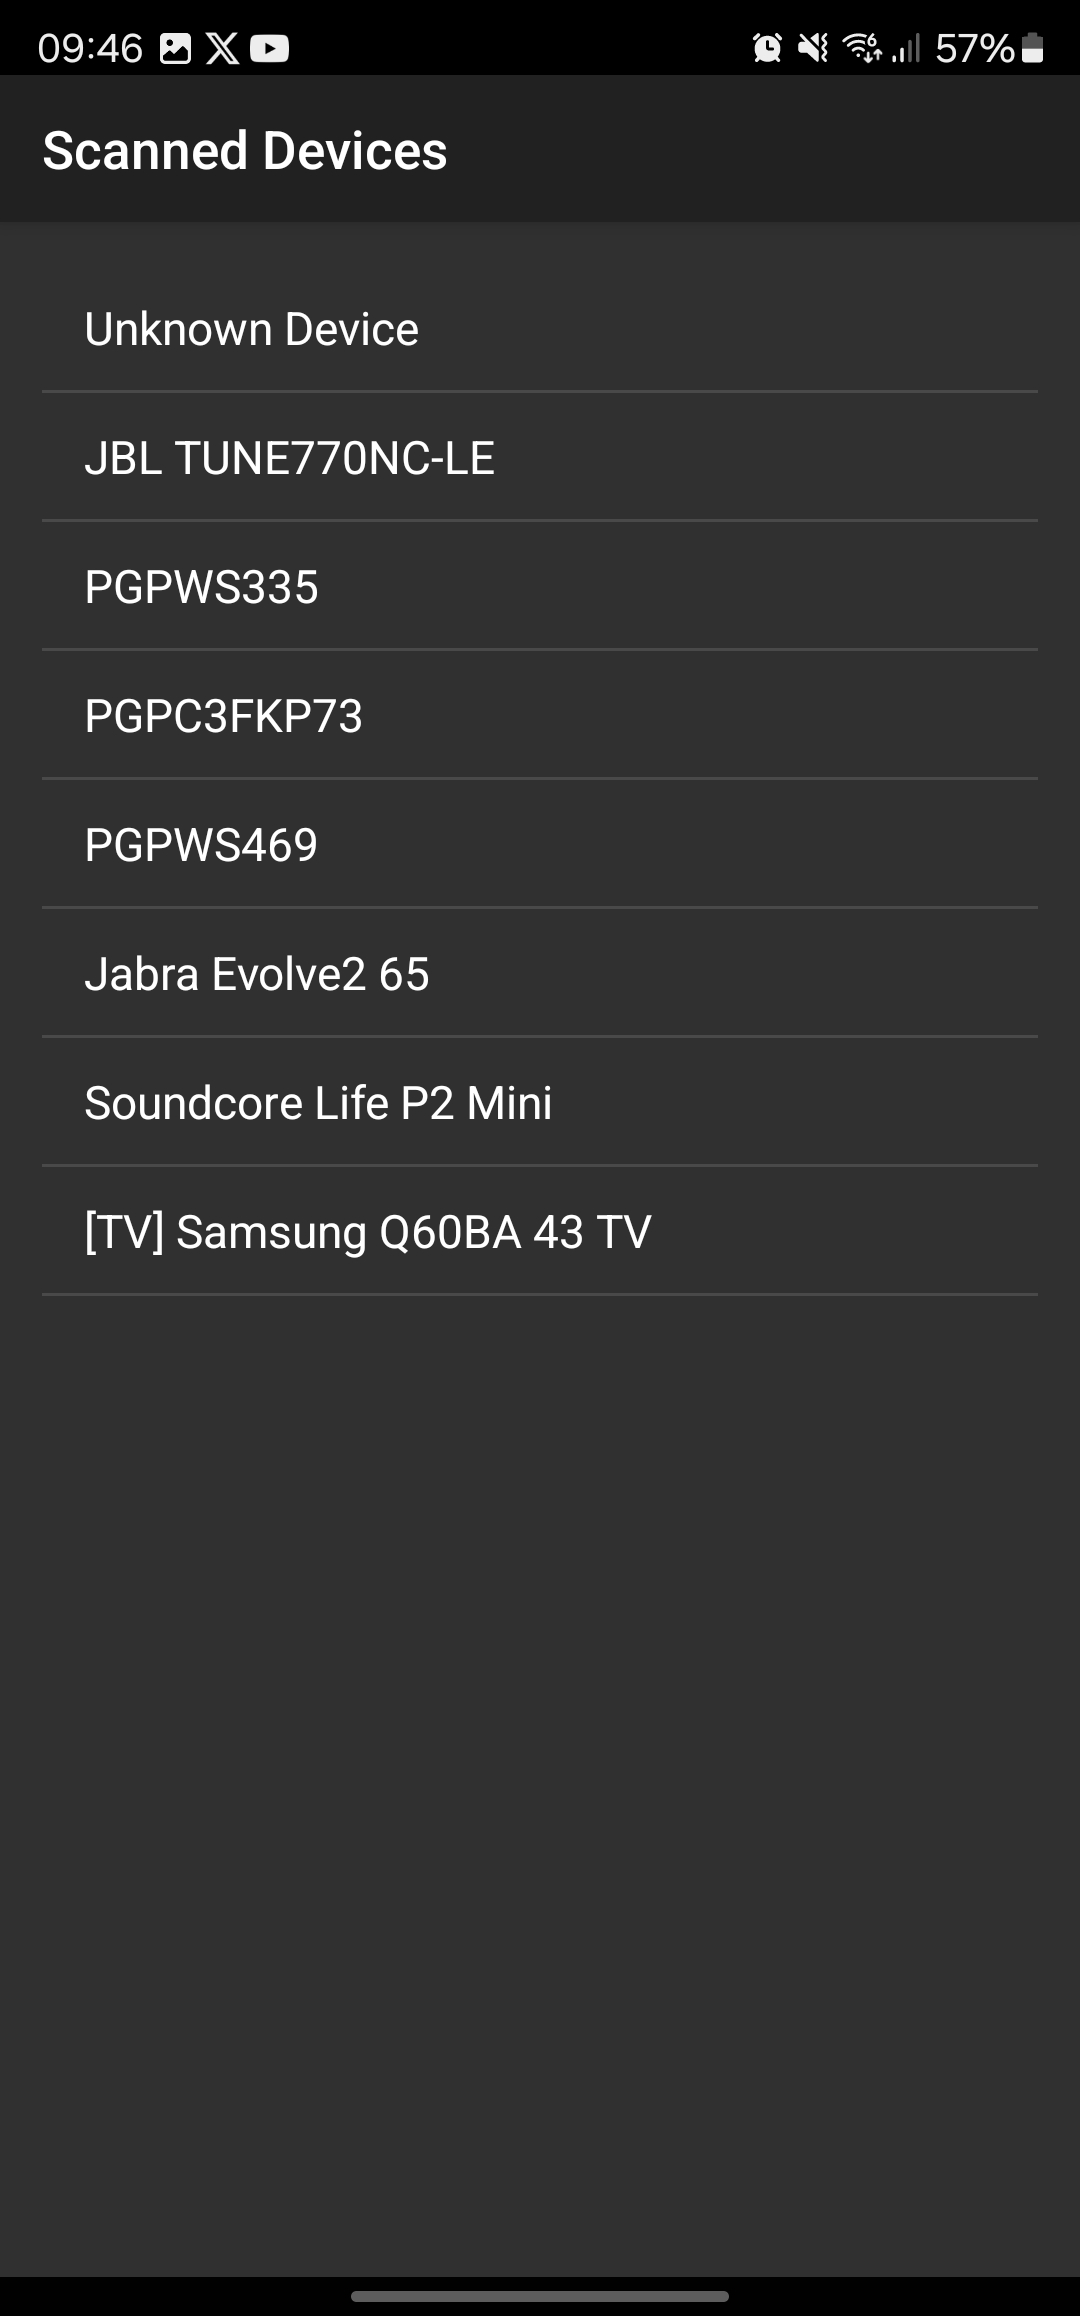 09:46
57%
Scanned Devices
Unknown Device
JBL TUNE770NC-LE
PGPWS335
PGPC3FKP73
PGPWS469
Jabra Evolve2 65
Soundcore Life P2 Mini
[TV] Samsung Q60BA 43 TV